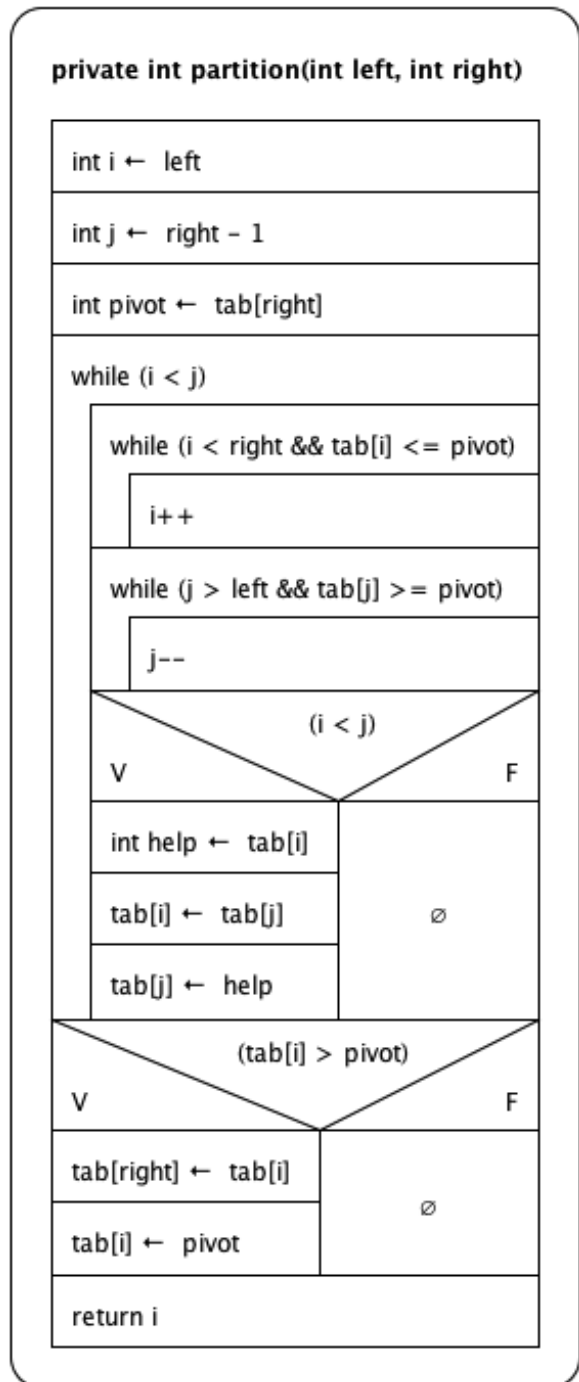 private int partition(int left, int right)
int i ← left
int j ← right - 1
int pivot ← tab[right]
while (i < j)
while (i < right && tab[i] <= pivot)
i++
while (j > left && tab[j] >= pivot)
j--
(i < j)
V F
int help ← tab[i]
tab[i] ← tab[j]
∅
tab[j] ← help
(tab[i] > pivot)
V F
tab[right] ← tab[i]
∅
tab[i] ← pivot
return i